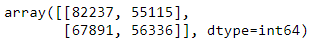 array([[82237, 55115],
       [67891, 56336]], dtype=int64)